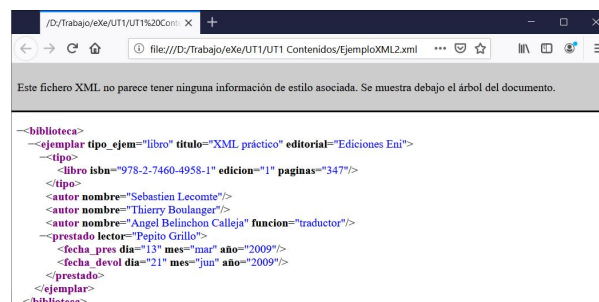 /D:/Trabajo/eXe/UT1/UT1%20Conte
file:///D:/Trabajo/eXe/UT1/UT1 Contenidos/EjemploXML2.xml
Este fichero XML no parece tener ninguna información de estilo asociada. Se muestra debajo el árbol del documento.
−<biblioteca>
−<ejemplar tipo_ejem="libro" titulo="XML práctico" editorial="Ediciones Eni">
−<tipo>
<libro isbn="978-2-7460-4958-1" edicion="1" paginas="347"/>
</tipo>
<autor nombre="Sebastien Lecomte"/>
<autor nombre="Thierry Boulanger"/>
<autor nombre="Angel Belinchon Calleja" funcion="traductor"/>
−<prestado lector="Pepito Grillo">
<fecha_pres dia="13" mes="mar" año="2009"/>
<fecha_devol dia="21" mes="jun" año="2009"/>
</prestado>
</ejemplar>
</biblioteca>